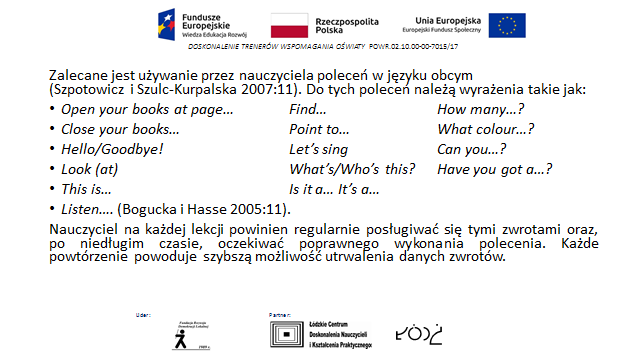 Fundusze
Europejskie
Wiedza Edukacja Rozwój
Rzeczpospolita
Polska
Unia Europejska
Europejski Fundusz Społeczny
DOSKONALENIE TRENERÓW WSPOMAGANIA OŚWIATY POWR.02.10.00-00-7015/17
Zalecane jest używanie przez nauczyciela poleceń w języku obcym
(Szpotowicz i Szulc-Kurpalska 2007:11). Do tych poleceń należą wyrażenia takie jak:
• Open your books at page… Find… How many…?
• Close your books… Point to… What colour…?
• Hello/Goodbye! Let's sing Can you…?
• Look (at) What's/Who's this? Have you got a…?
• This is… Is it a… It's a…
• Listen…. (Bogucka i Hasse 2005:11).
Nauczyciel na każdej lekcji powinien regularnie posługiwać się tymi zwrotami oraz,
po niedługim czasie, oczekiwać poprawnego wykonania polecenia. Każde
powtórzenie powoduje szybszą możliwość utrwalenia danych zwrotów.
Lider:
Partner:
Fundacja Rozwoju
Demokracji Lokalnej
Łódzkie Centrum
Doskonalenia Nauczycieli
i Kształcenia Praktycznego